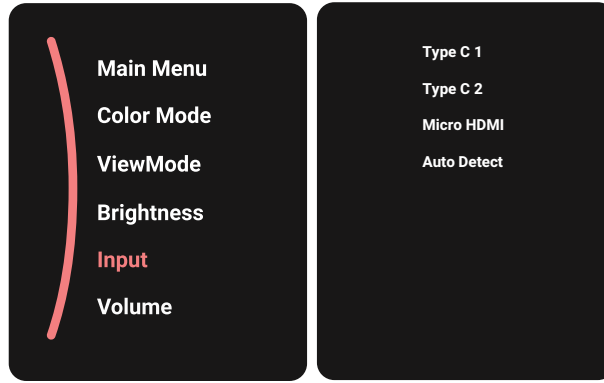 Main Menu
Color Mode
ViewMode
Brightness
Input
Volume
Type C 1
Type C 2
Micro HDMI
Auto Detect